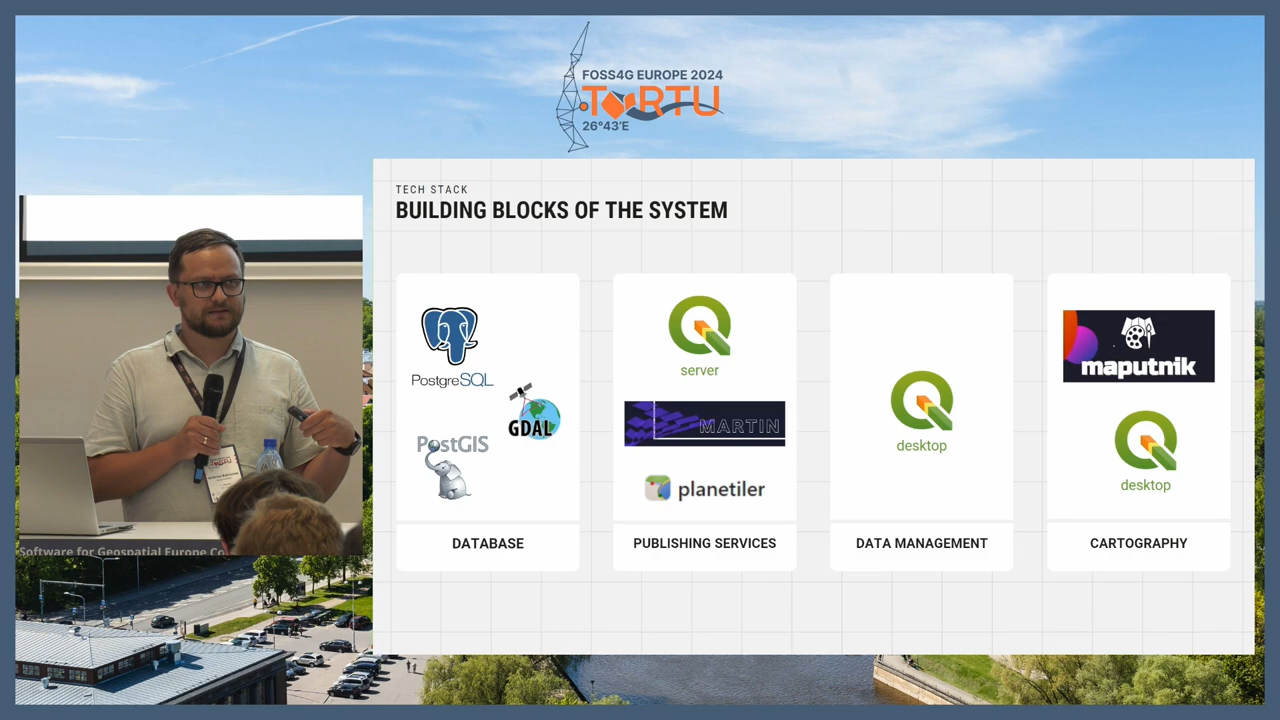 FOSS4G EUROPE 2024
TARTU
26°43'E
TECH STACK
BUILDING BLOCKS OF THE SYSTEM
PostgreSQL
GDAL
PostGIS
DATABASE
server
MARTIN
planetiler
PUBLISHING SERVICES
desktop
DATA MANAGEMENT
maputnik
desktop
CARTOGRAPHY
Software for Geospatial Europe Co